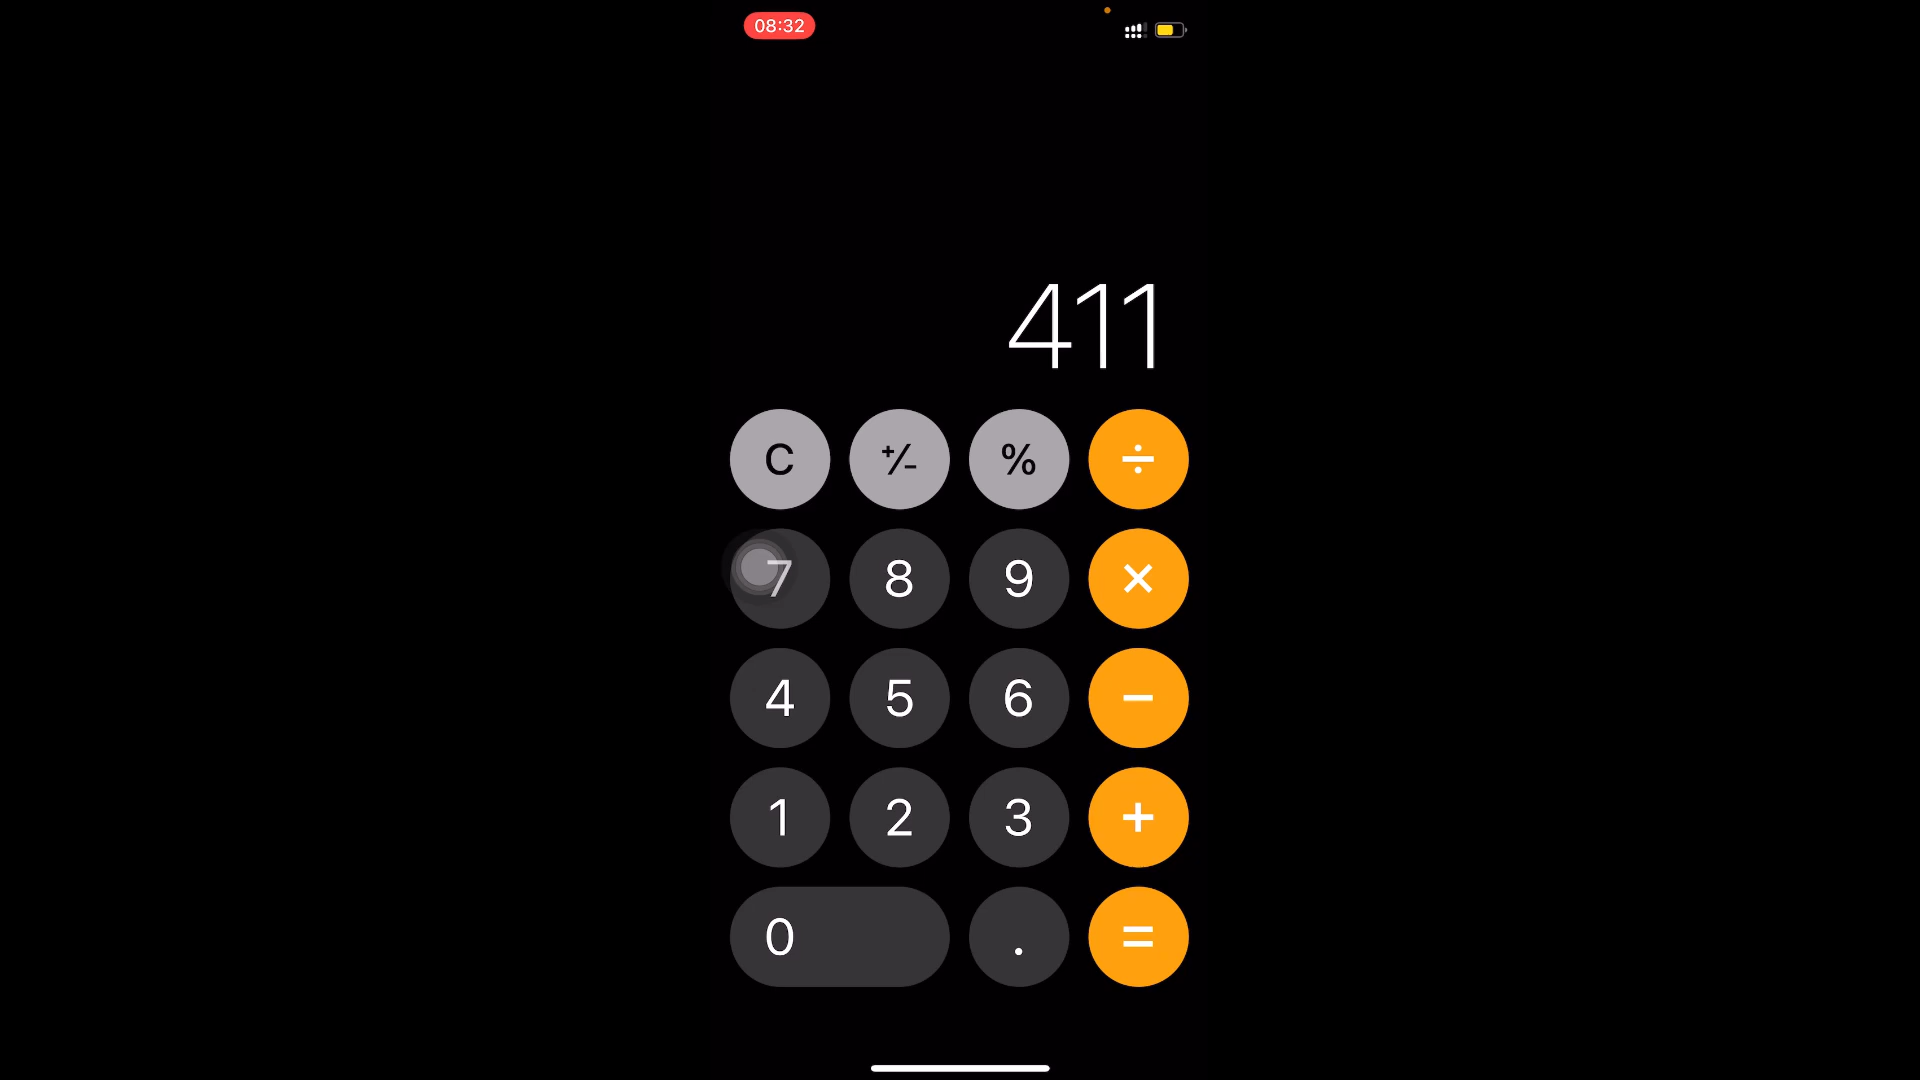 08:32
411
C ⁺⁄₋ % ÷
7 8 9 ×
4 5 6 −
1 2 3 +
0 . =